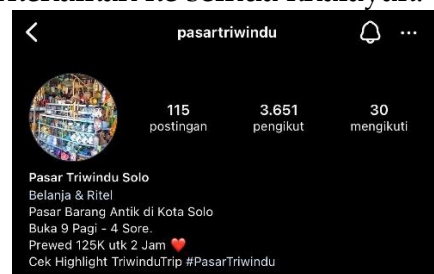 pasartriwindu
115
3.651
30
postingan
pengikut
mengikuti
Pasar Triwindu Solo
Belanja & Ritel
Pasar Barang Antik di Kota Solo
Buka 9 Pagi - 4 Sore.
Prewed 125K utk 2 Jam ❤️
Cek Highlight TriwinduTrip #PasarTriwindu